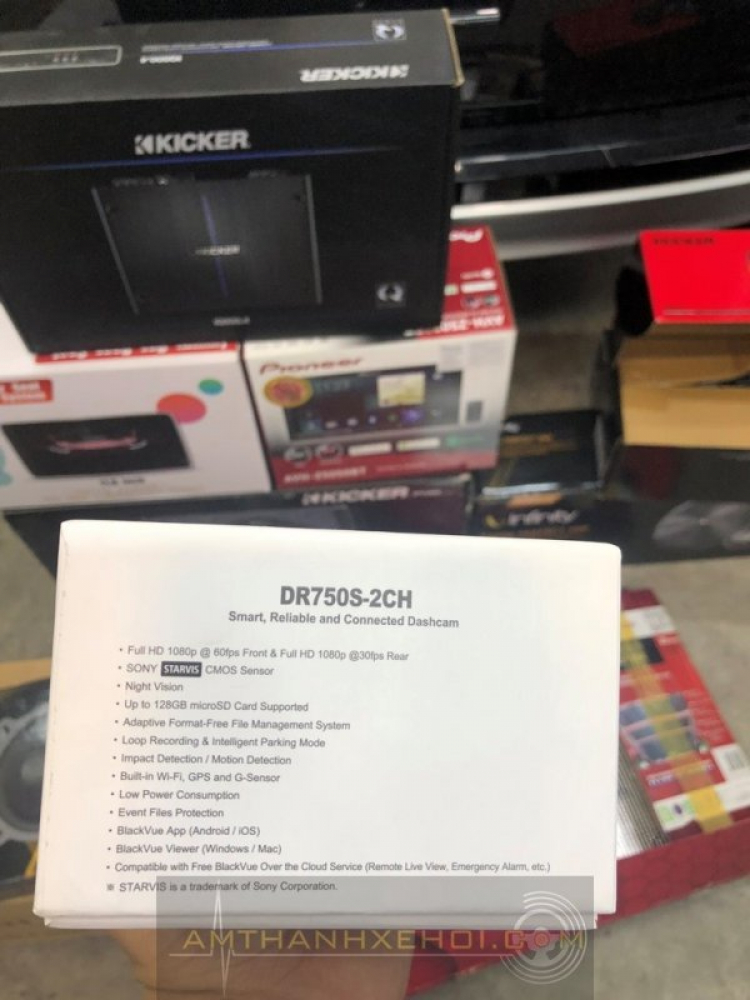 KICKER
KICKER
KICKER
Pioneer
KICKER
Infinity
DR750S-2CH
Smart, Reliable and Connected Dashcam
• Full HD 1080p @ 60fps Front & Full HD 1080p @30fps Rear
• SONY STARVIS CMOS Sensor
• Night Vision
• Up to 128GB microSD Card Supported
• Adaptive Format-Free File Management System
• Loop Recording & Intelligent Parking Mode
• Impact Detection / Motion Detection
• Built-in Wi-Fi, GPS and G-Sensor
• Low Power Consumption
• Event Files Protection
• BlackVue App (Android / iOS)
• BlackVue Viewer (Windows / Mac)
• Compatible with Free BlackVue Over the Cloud Service (Remote Live View, Emergency Alarm, etc.)
※ STARVIS is a trademark of Sony Corporation.
AMTHANHXEHOI.COM